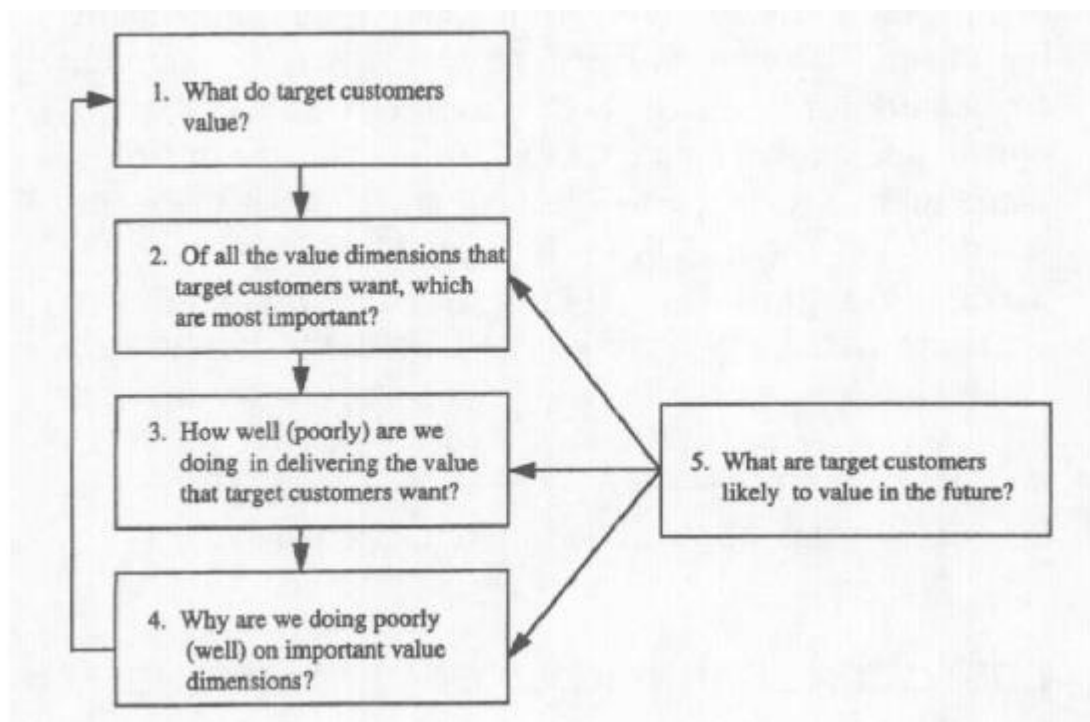 1. What do target customers
value?
2. Of all the value dimensions that
target customers want, which
are most important?
3. How well (poorly) are we
doing in delivering the value
that target customers want?
5. What are target customers
likely to value in the future?
4. Why are we doing poorly
(well) on important value
dimensions?